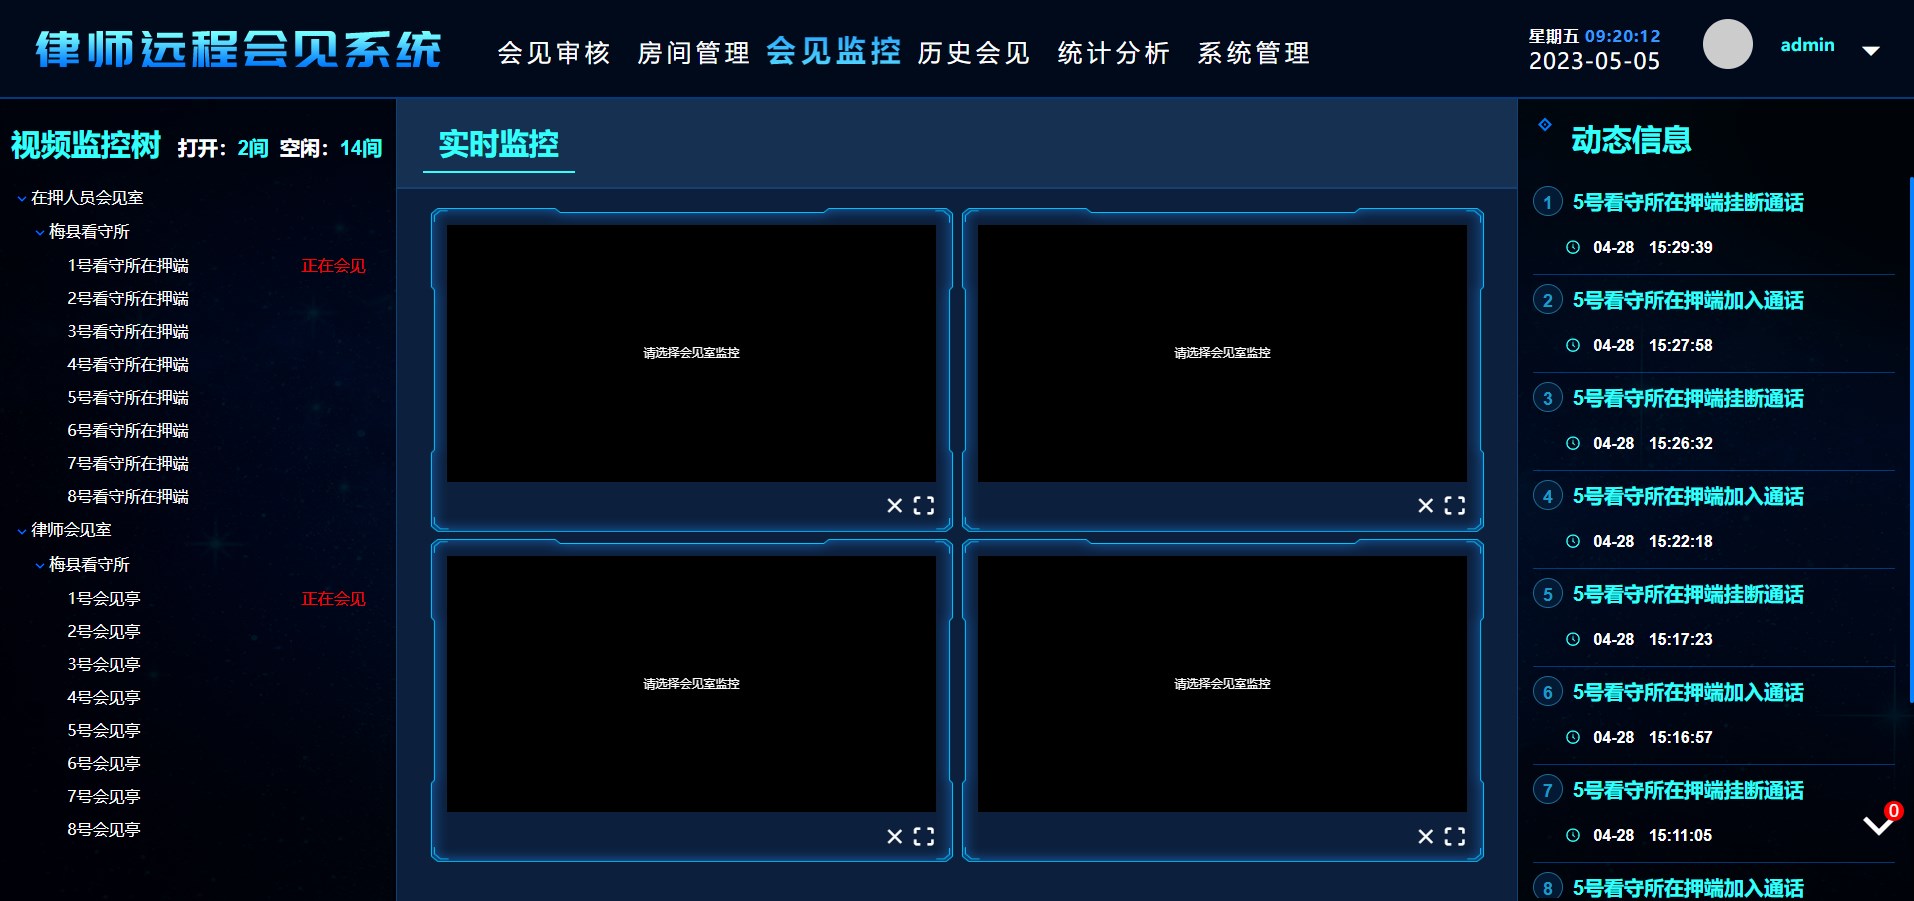 律师远程会见系统
会见审核 房间管理 会见监控 历史会见 统计分析 系统管理
星期五 09:20:12
2023-05-05
admin
视频监控树 打开：2间 空闲：14间
在押人员会见室
梅县看守所
1号看守所在押端 正在会见
2号看守所在押端
3号看守所在押端
4号看守所在押端
5号看守所在押端
6号看守所在押端
7号看守所在押端
8号看守所在押端
律师会见室
梅县看守所
1号会见亭 正在会见
2号会见亭
3号会见亭
4号会见亭
5号会见亭
6号会见亭
7号会见亭
8号会见亭
实时监控
请选择会见室监控
请选择会见室监控
请选择会见室监控
请选择会见室监控
动态信息
1 5号看守所在押端挂断通话
04-28 15:29:39
2 5号看守所在押端加入通话
04-28 15:27:58
3 5号看守所在押端挂断通话
04-28 15:26:32
4 5号看守所在押端加入通话
04-28 15:22:18
5 5号看守所在押端挂断通话
04-28 15:17:23
6 5号看守所在押端加入通话
04-28 15:16:57
7 5号看守所在押端挂断通话
04-28 15:11:05
0
8 5号看守所在押端加入通话